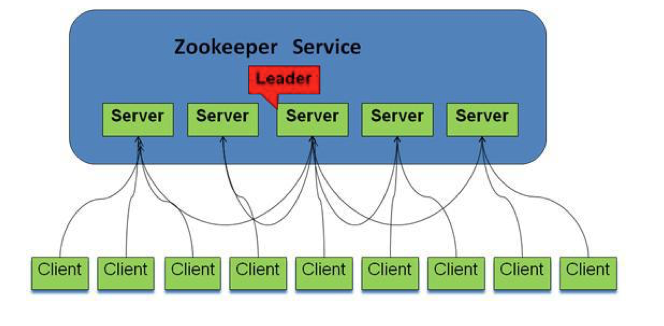 Zookeeper Service
Leader
Server Server Server Server Server
Client Client Client Client Client Client Client Client Client